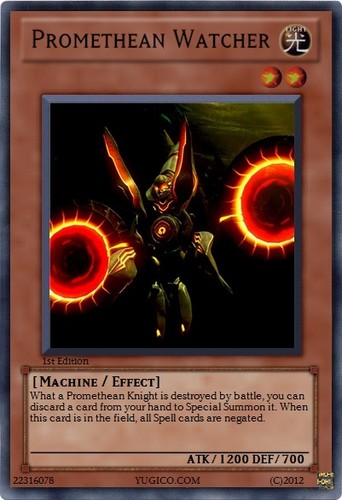 PROMETHEAN WATCHER
LIGHT
光
1st Edition
[MACHINE / EFFECT]
What a Promethean Knight is destroyed by battle, you can
discard a card from your hand to Special Summon it. When
this card is in the field, all Spell cards are negated.
ATK / 1200 DEF / 700
22316078 YUGICO.COM (C)2012